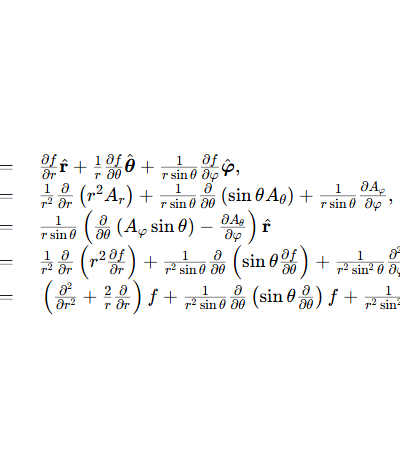 = ∂f/∂r r̂ + 1/r ∂f/∂θ θ̂ + 1/(r sin θ) ∂f/∂φ φ̂,
= 1/r² ∂/∂r (r² A_r) + 1/(r sin θ) ∂/∂θ (sin θ A_θ) + 1/(r sin θ) ∂A_φ/∂φ,
= 1/(r sin θ) (∂/∂θ (A_φ sin θ) − ∂A_θ/∂φ) r̂
= 1/r² ∂/∂r (r² ∂f/∂r) + 1/(r² sin θ) ∂/∂θ (sin θ ∂f/∂θ) + 1/(r² sin² θ) ∂²
= (∂²/∂r² + 2/r ∂/∂r) f + 1/(r² sin θ) ∂/∂θ (sin θ ∂/∂θ) f + 1/(r² sin²